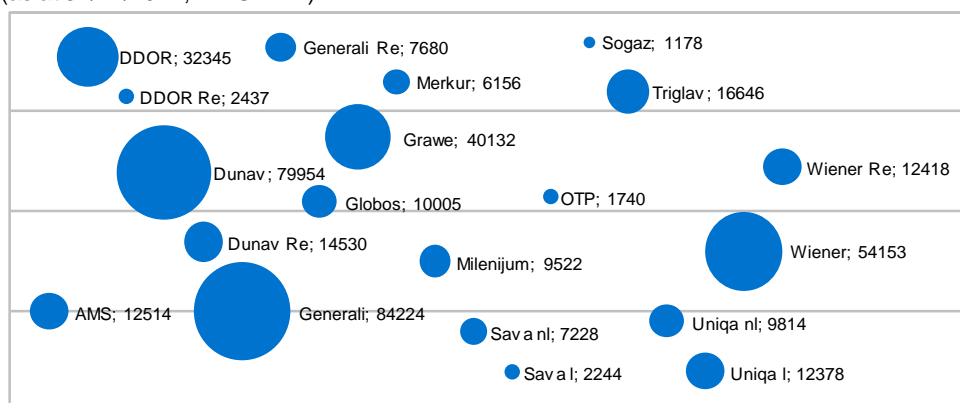 DDOR; 32345
Generali Re; 7680
Sogaz; 1178
Merkur; 6156
Triglav; 16646
DDOR Re; 2437
Grawe; 40132
Dunav; 79954
Wiener Re; 12418
Globos; 10005
OTP; 1740
Dunav Re; 14530
Wiener; 54153
Milenijum; 9522
AMS; 12514
Generali; 84224
Uniqa nl; 9814
Sava nl; 7228
Sava l; 2244
Uniqa l; 12378